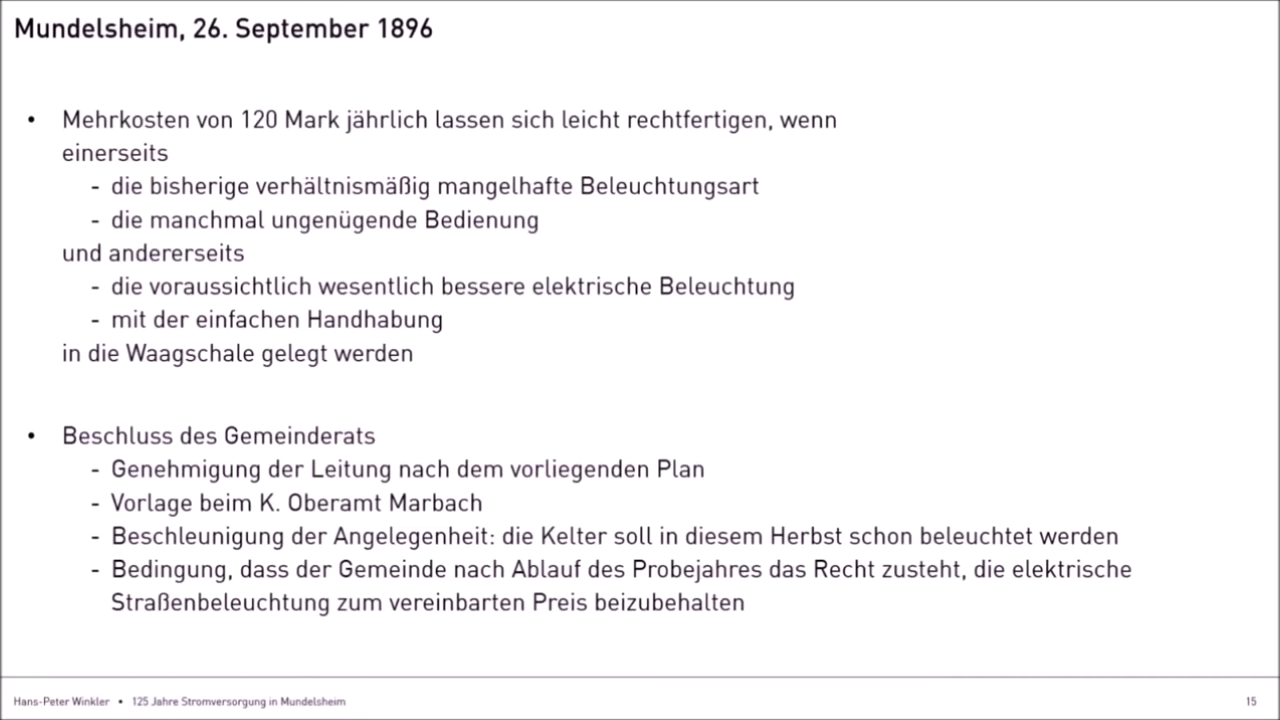 Mundelsheim, 26. September 1896
• Mehrkosten von 120 Mark jährlich lassen sich leicht rechtfertigen, wenn
einerseits
- die bisherige verhältnismäßig mangelhafte Beleuchtungsart
- die manchmal ungenügende Bedienung
und andererseits
- die voraussichtlich wesentlich bessere elektrische Beleuchtung
- mit der einfachen Handhabung
in die Waagschale gelegt werden
• Beschluss des Gemeinderats
- Genehmigung der Leitung nach dem vorliegenden Plan
- Vorlage beim K. Oberamt Marbach
- Beschleunigung der Angelegenheit: die Kelter soll in diesem Herbst schon beleuchtet werden
- Bedingung, dass der Gemeinde nach Ablauf des Probejahres das Recht zusteht, die elektrische
Straßenbeleuchtung zum vereinbarten Preis beizubehalten
Hans-Peter Winkler • 125 Jahre Stromversorgung in Mundelsheim 15